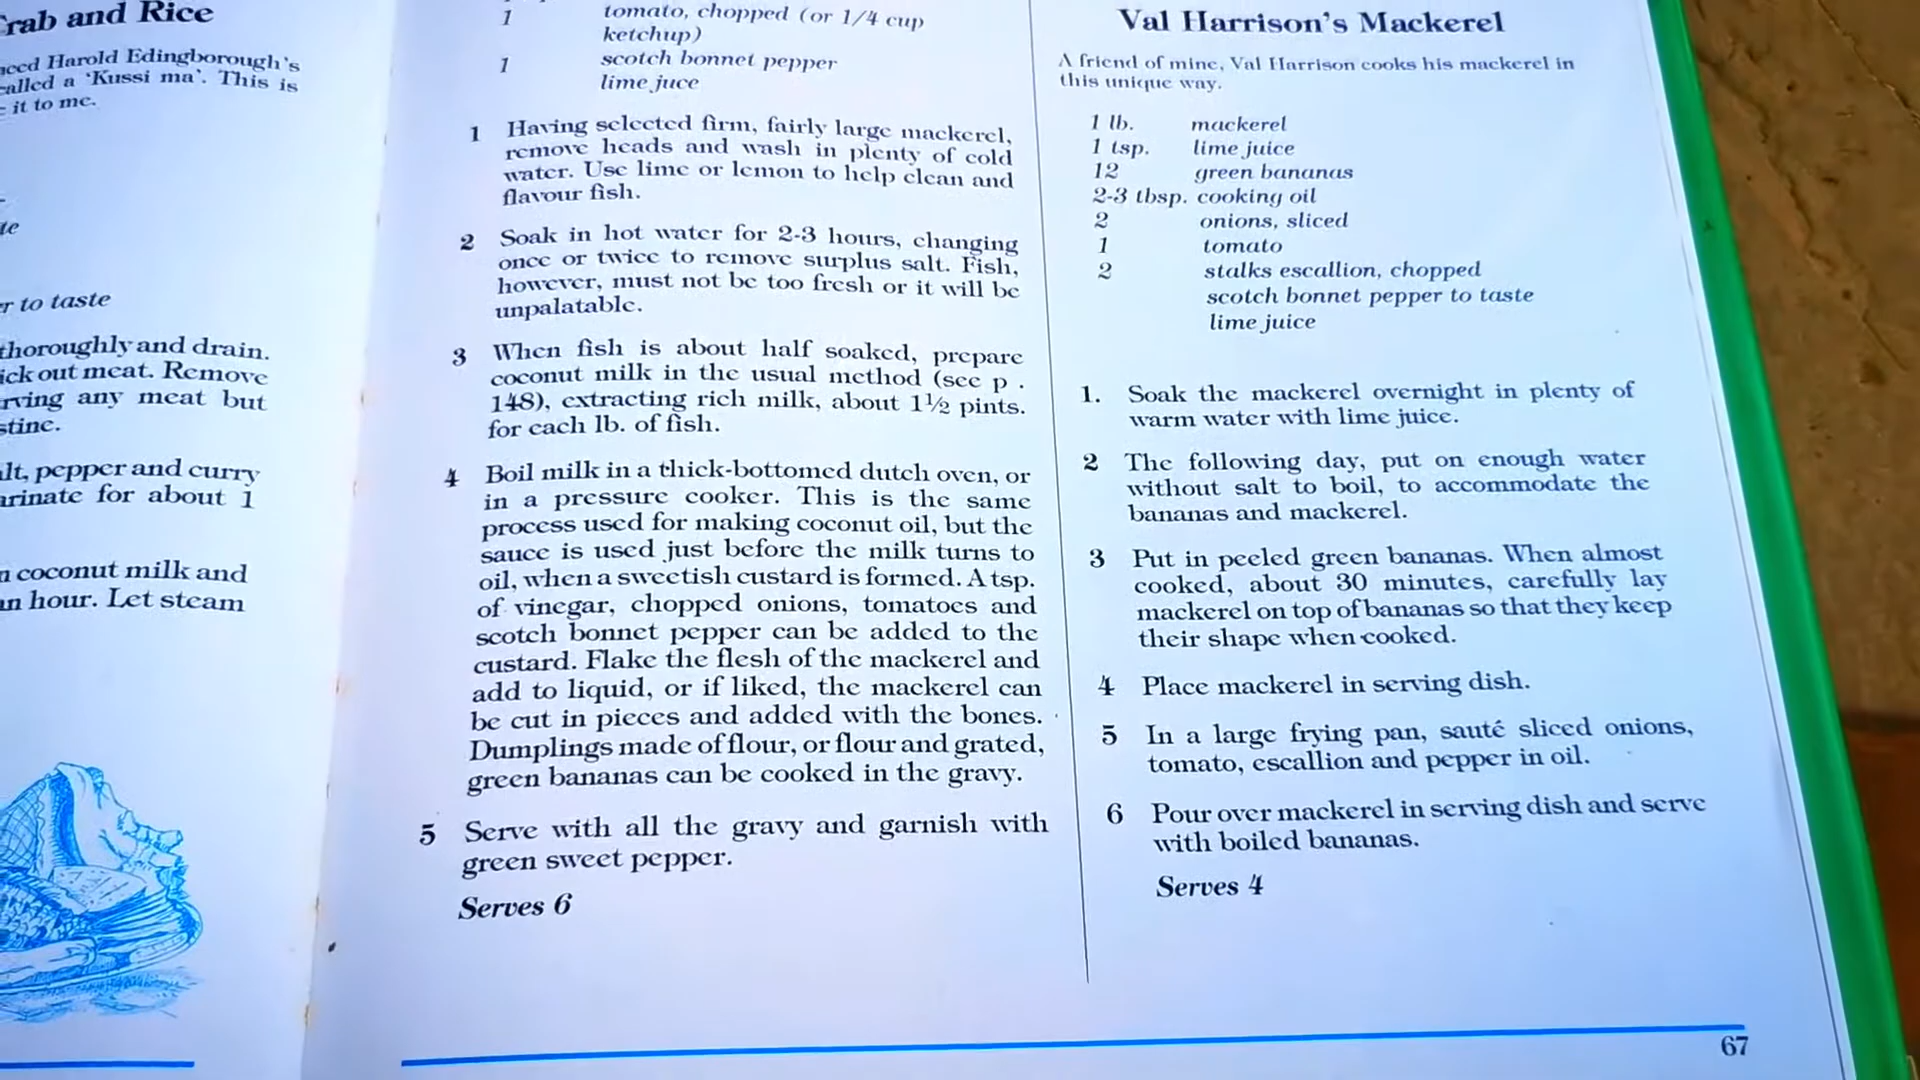 Crab and Rice
Harold Edingborough's
called a 'Kussi ma'. This is
it to me.
to taste
thoroughly and drain.
out meat. Remove
any meat but
pepper and curry
for about 1
coconut milk and
hour. Let steam
1 tomato, chopped (or 1/4 cup
ketchup)
1 scotch bonnet pepper
lime juce
1 Having selected firm, fairly large mackerel,
remove heads and wash in plenty of cold
water. Use lime or lemon to help clean and
flavour fish.
2 Soak in hot water for 2-3 hours, changing
once or twice to remove surplus salt. Fish,
however, must not be too fresh or it will be
unpalatable.
3 When fish is about half soaked, prepare
coconut milk in the usual method (see p .
148), extracting rich milk, about 1½ pints.
for each lb. of fish.
4 Boil milk in a thick-bottomed dutch oven, or
in a pressure cooker. This is the same
process used for making coconut oil, but the
sauce is used just before the milk turns to
oil, when a sweetish custard is formed. A tsp.
of vinegar, chopped onions, tomatoes and
scotch bonnet pepper can be added to the
custard. Flake the flesh of the mackerel and
add to liquid, or if liked, the mackerel can
be cut in pieces and added with the bones.
Dumplings made of flour, or flour and grated,
green bananas can be cooked in the gravy.
5 Serve with all the gravy and garnish with
green sweet pepper.
Serves 6
Val Harrison's Mackerel
A friend of mine, Val Harrison cooks his mackerel in
this unique way.
1 lb. mackerel
1 tsp. lime juice
12 green bananas
2-3 tbsp. cooking oil
2 onions, sliced
1 tomato
2 stalks escallion, chopped
scotch bonnet pepper to taste
lime juice
1. Soak the mackerel overnight in plenty of
warm water with lime juice.
2 The following day, put on enough water
without salt to boil, to accommodate the
bananas and mackerel.
3 Put in peeled green bananas. When almost
cooked, about 30 minutes, carefully lay
mackerel on top of bananas so that they keep
their shape when cooked.
4 Place mackerel in serving dish.
5 In a large frying pan, sauté sliced onions,
tomato, escallion and pepper in oil.
6 Pour over mackerel in serving dish and serve
with boiled bananas.
Serves 4
67